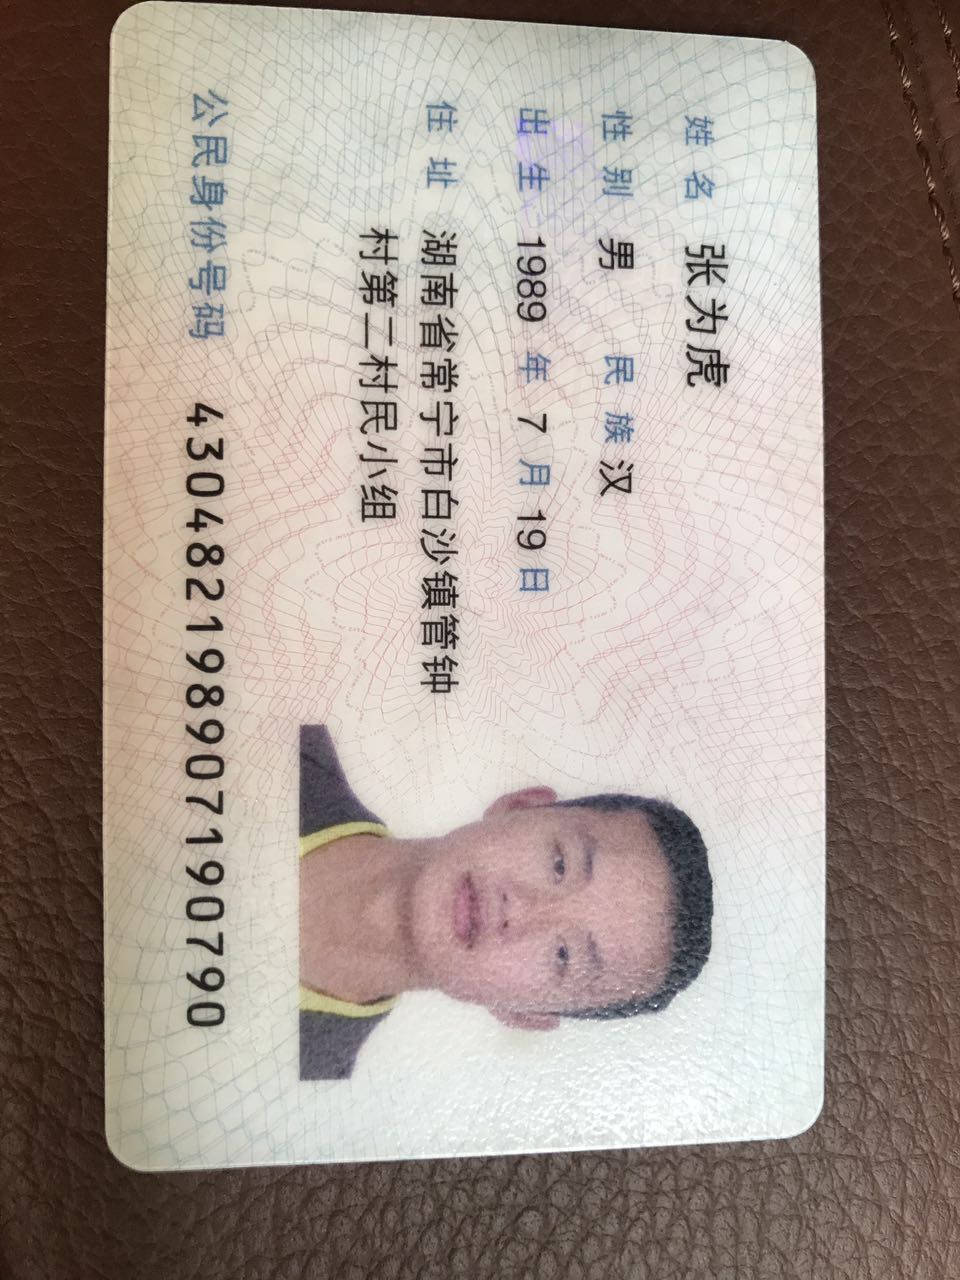 姓名 张为虎
性别 男 民族 汉
出生 1989 年 7 月 19 日
住址 湖南省常宁市白沙镇管钟
村第二村民小组
公民身份号码 430482198907190790